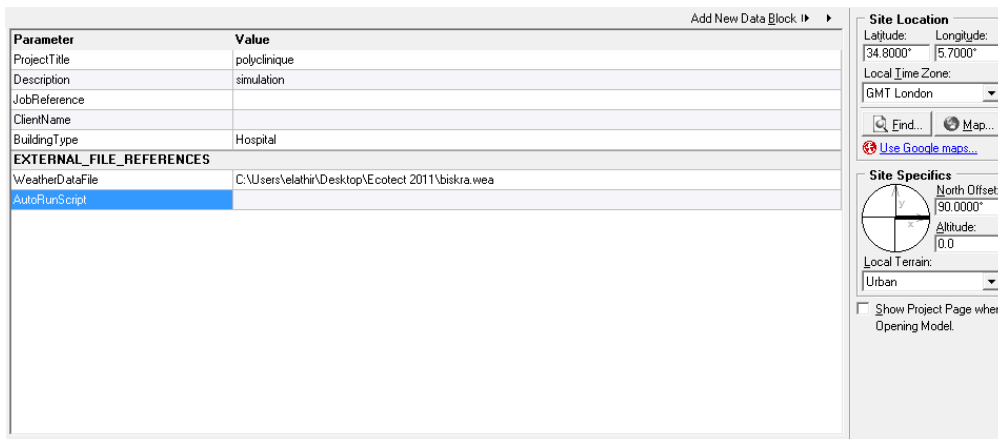 Add New Data Block
Parameter Value
ProjectTitle polyclinique
Description simulation
JobReference
ClientName
BuildingType Hospital
EXTERNAL_FILE_REFERENCES
WeatherDataFile C:\Users\elathir\Desktop\Ecotect 2011\biskra.wea
AutoRunScript
Site Location
Latitude: Longityde:
34.8000° 5.7000°
Local Time Zone:
GMT London
Find... Map...
Use Google maps...
Site Specifics
North Offset:
90.0000°
y
x
Altitude:
0.0
Local Terrain:
Urban
Show Project Page when
Opening Model.